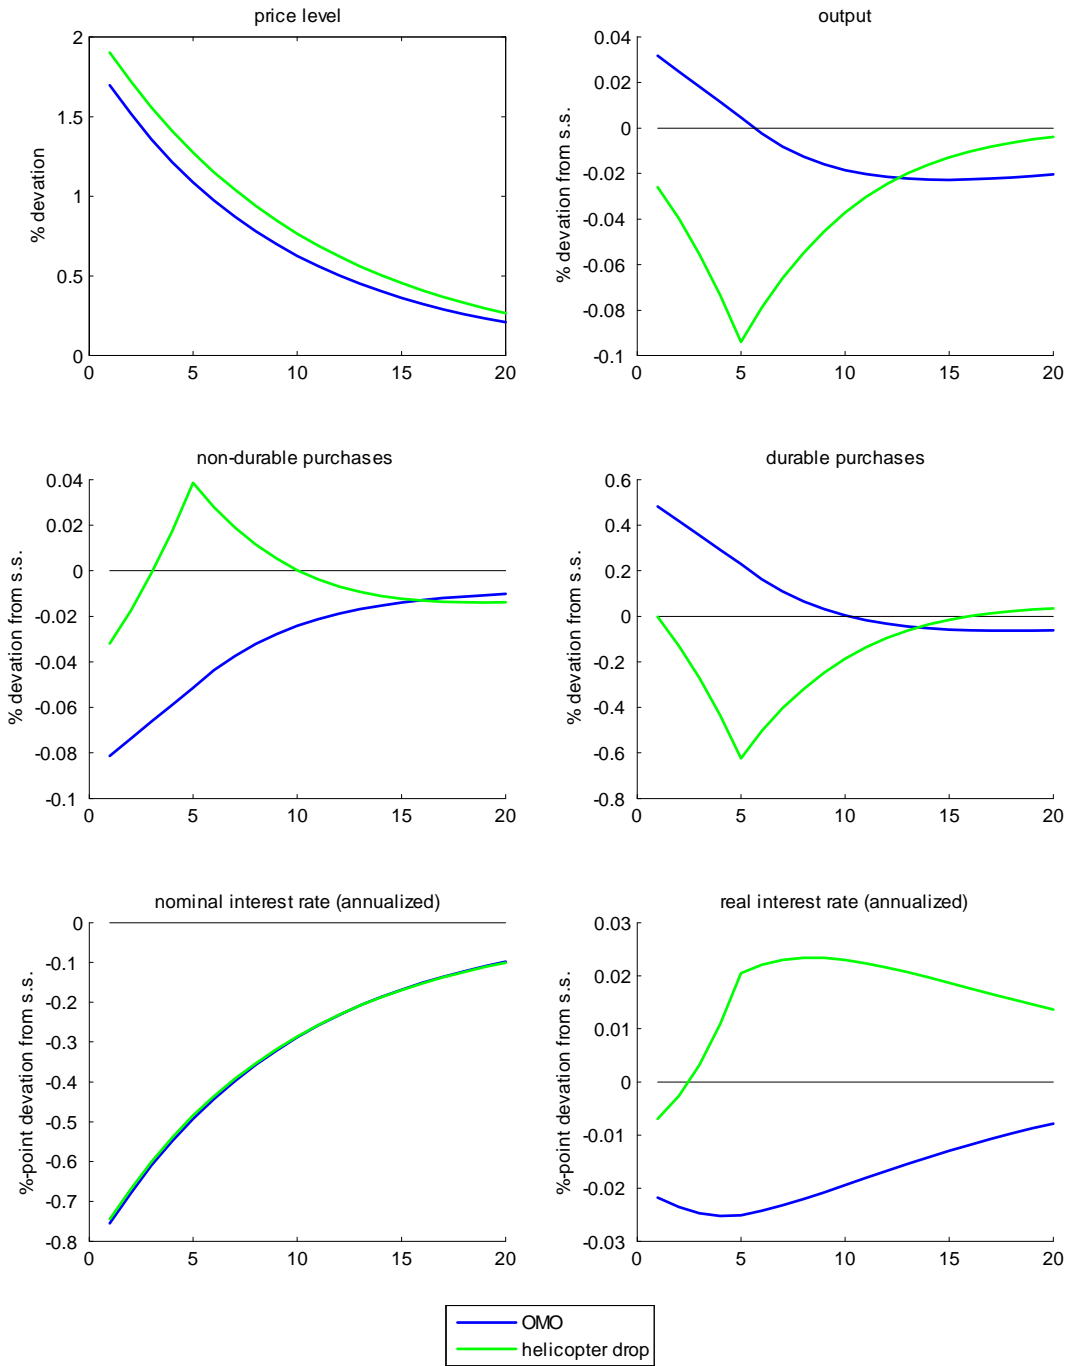 price level
% devation
2
1.5
1
0.5
0
0 5 10 15 20
output
% devation from s.s.
0.04
0.02
0
-0.02
-0.04
-0.06
-0.08
-0.1
0 5 10 15 20
non-durable purchases
% devation from s.s.
0.04
0.02
0
-0.02
-0.04
-0.06
-0.08
-0.1
0 5 10 15 20
durable purchases
% devation from s.s.
0.6
0.4
0.2
0
-0.2
-0.4
-0.6
-0.8
0 5 10 15 20
nominal interest rate (annualized)
%-point devation from s.s.
0
-0.1
-0.2
-0.3
-0.4
-0.5
-0.6
-0.7
-0.8
0 5 10 15 20
real interest rate (annualized)
%-point devation from s.s.
0.03
0.02
0.01
0
-0.01
-0.02
-0.03
0 5 10 15 20
OMO
helicopter drop